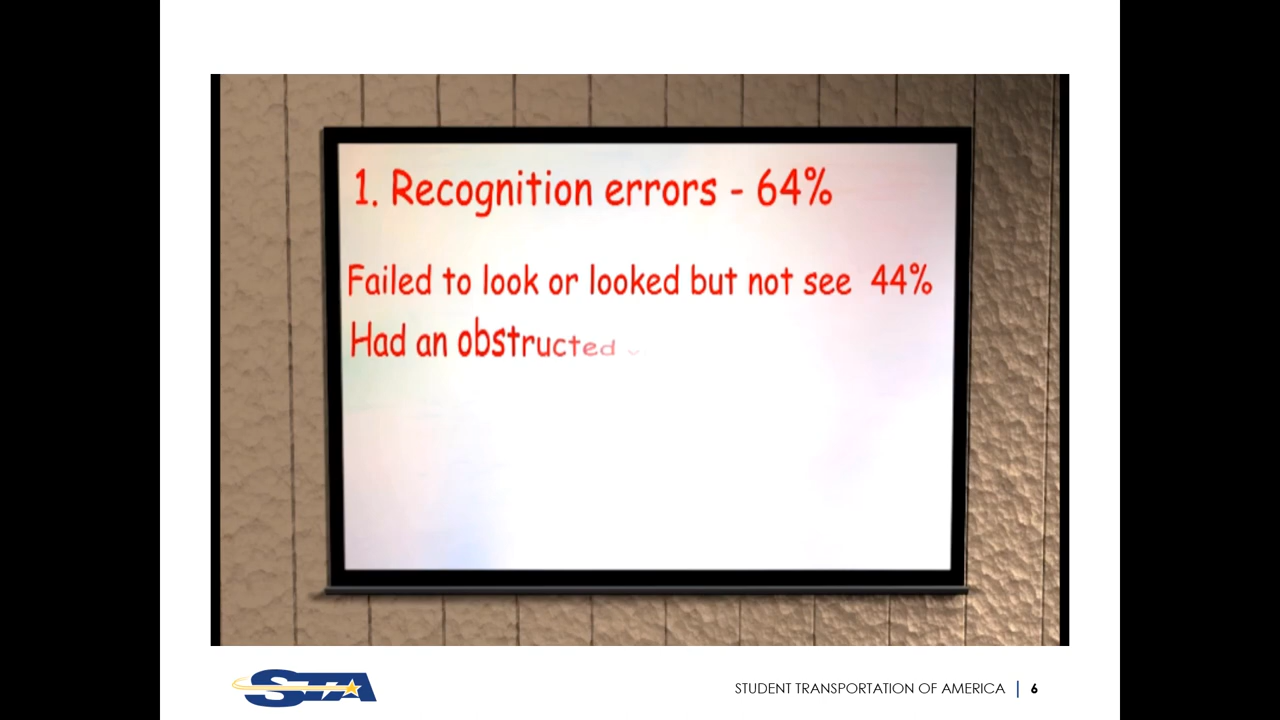 1. Recognition errors - 64%
Failed to look or looked but not see 44%
Had an obstructed
STA
STUDENT TRANSPORTATION OF AMERICA | 6